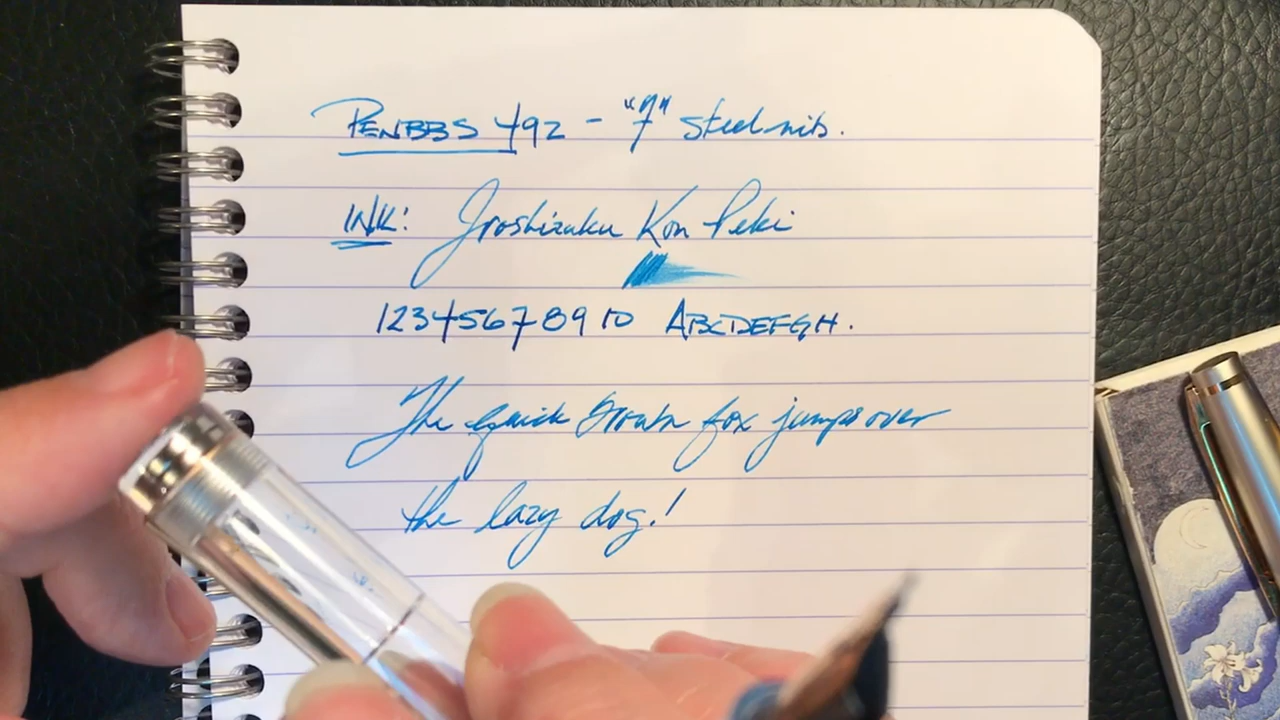 PENBBS 492 - "7" steel nib.
INK: Iroshizuku Kon Peki
12345678910 ABCDEFGH.
The quick brown fox jumps over
the lazy dog!